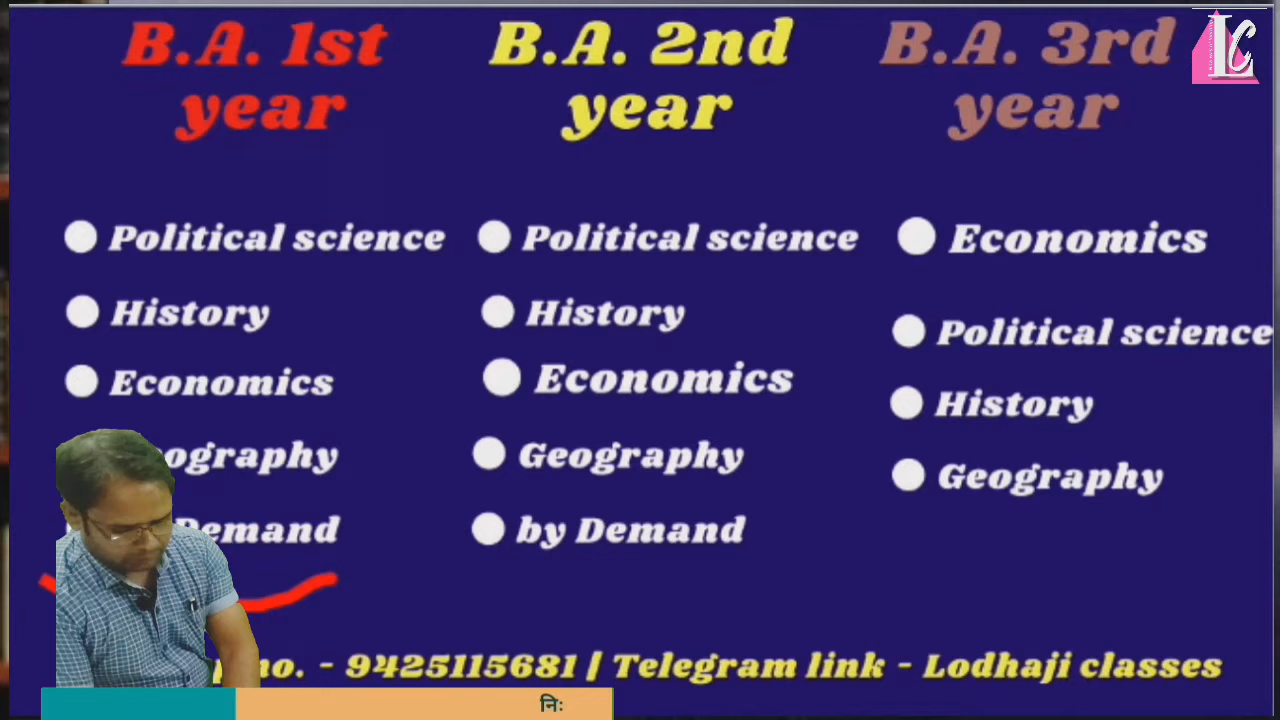 B.A. 1st
year
B.A. 2nd
year
B.A. 3rd
year
LC
Political science
History
Economics
ography
Demand
Political science
History
Economics
Geography
by Demand
Economics
Political science
History
Geography
no. - 9425115681 | Telegram link - Lodhaji classes
निः